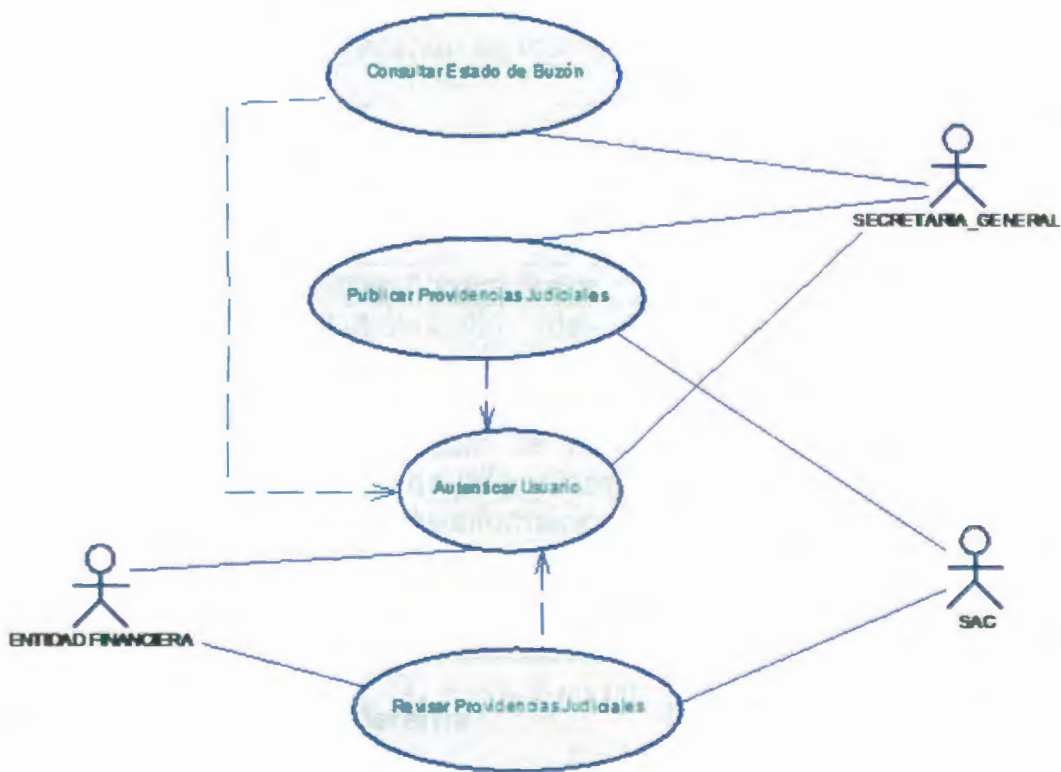 Consultar Estado de Buzón
SECRETARIA_GENERAL
Publicar Providencias Judiciales
Autenticar Usuario
ENTIDAD FINANCIERA
SAC
Revisar Providencias Judiciales